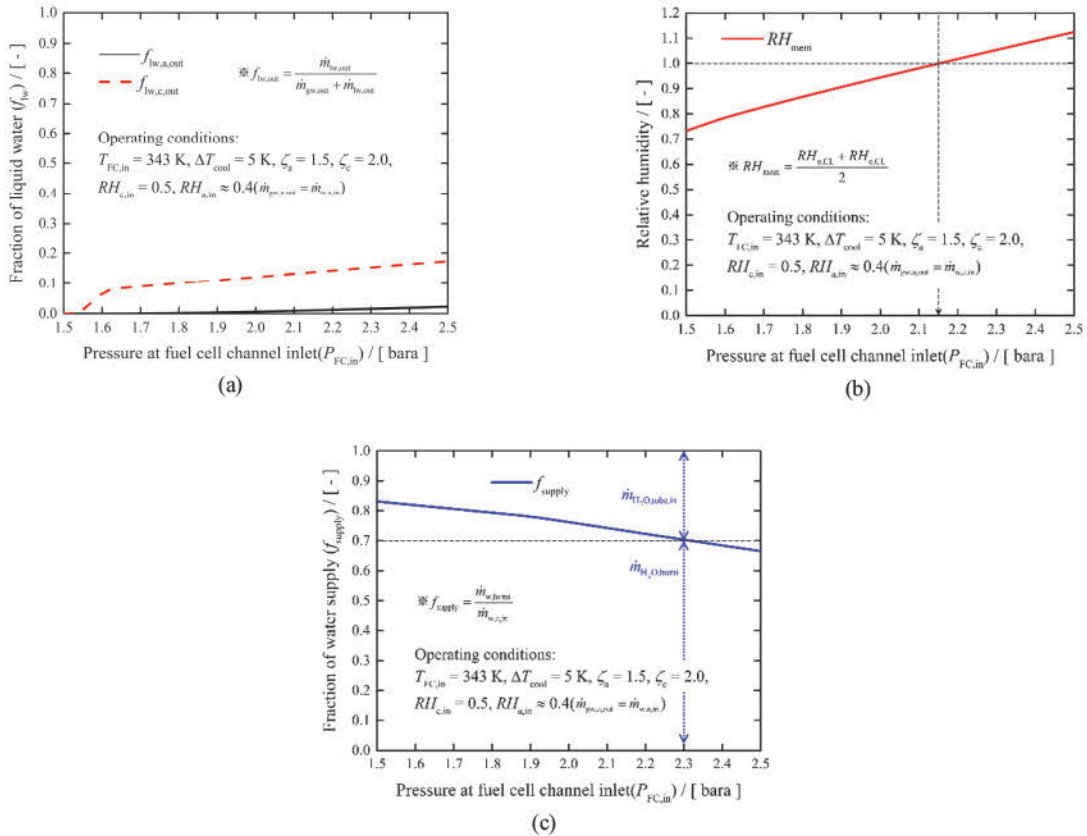 1.0
0.9
0.8
0.7
0.6
0.5
0.4
0.3
0.2
0.1
0.0
Fraction of liquid water (f_lw) / [ - ]
f_lw,a,out
f_lw,c,out
※ f_lw,out = ṁ_lw,out / (ṁ_gw,out + ṁ_lw,out)
Operating conditions:
T_FC,in = 343 K, ΔT_cool = 5 K, ζ_a = 1.5, ζ_c = 2.0,
RH_c,in = 0.5, RH_a,in ≈ 0.4(ṁ_gw,a,out = ṁ_w,a,in)
1.5 1.6 1.7 1.8 1.9 2.0 2.1 2.2 2.3 2.4 2.5
Pressure at fuel cell channel inlet(P_FC,in) / [ bara ]
(a)
1.2
1.1
1.0
0.9
0.8
0.7
0.6
0.5
0.4
0.3
0.2
0.1
0.0
Relative humidity / [ - ]
RH_mem
※ RH_mem = (RH_a,CL + RH_c,CL) / 2
Operating conditions:
T_FC,in = 343 K, ΔT_cool = 5 K, ζ_a = 1.5, ζ_c = 2.0,
RH_c,in = 0.5, RH_a,in ≈ 0.4(ṁ_gw,a,out = ṁ_w,c,in)
1.5 1.6 1.7 1.8 1.9 2.0 2.1 2.2 2.3 2.4 2.5
Pressure at fuel cell channel inlet(P_FC,in) / [ bara ]
(b)
1.0
0.9
0.8
0.7
0.6
0.5
0.4
0.3
0.2
0.1
0.0
Fraction of water supply (f_supply) / [ - ]
f_supply
ṁ_H2O,tube,in
ṁ_H2O,humi
※ f_supply = ṁ_w,humi / ṁ_w,c,in
Operating conditions:
T_FC,in = 343 K, ΔT_cool = 5 K, ζ_a = 1.5, ζ_c = 2.0,
RH_c,in = 0.5, RH_a,in ≈ 0.4(ṁ_gw,a,out = ṁ_w,a,in)
1.5 1.6 1.7 1.8 1.9 2.0 2.1 2.2 2.3 2.4 2.5
Pressure at fuel cell channel inlet(P_FC,in) / [ bara ]
(c)